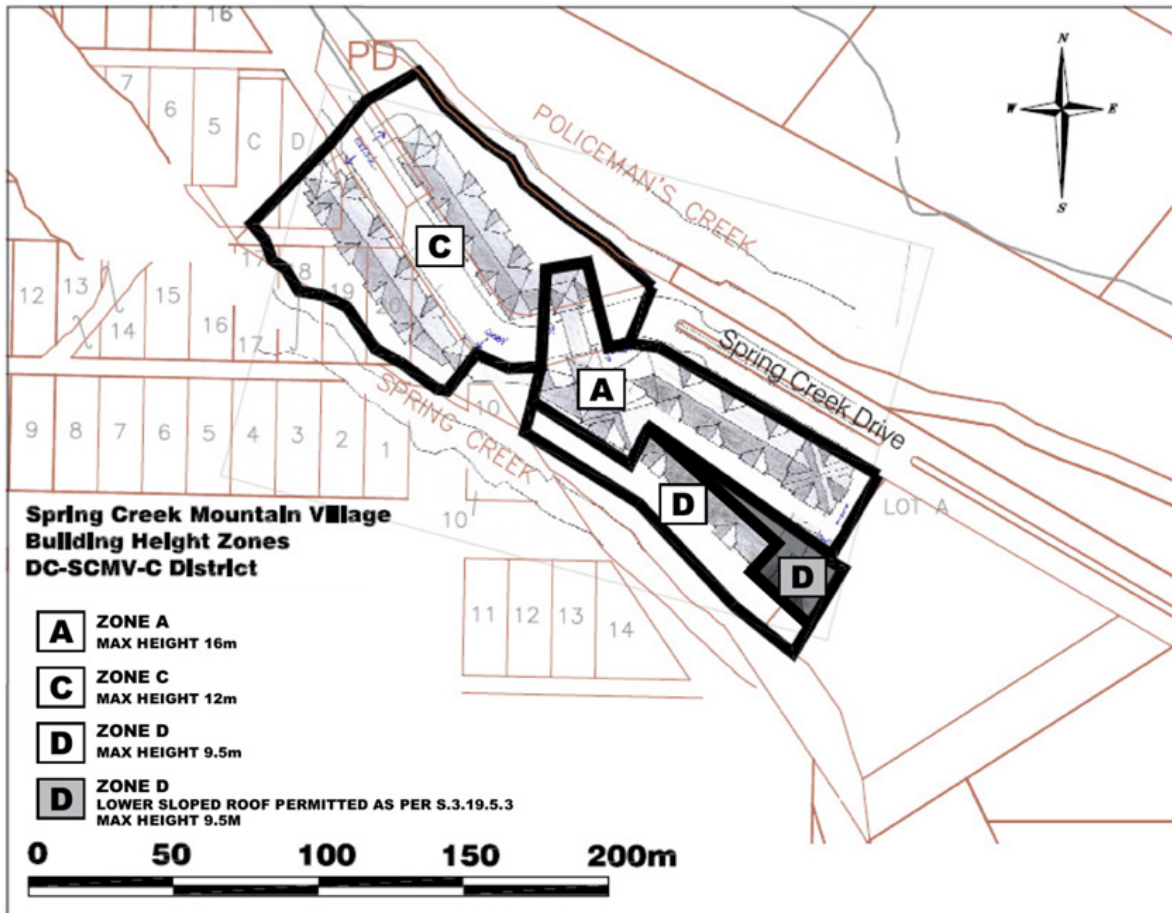 16
7
6
5
C
D
PD
N
W E
S
POLICEMAN'S CREEK
C
17
18
19
20
12
13
14
15
16
17
A
Spring Creek Drive
SPRING CREEK
10
9
8
7
6
5
4
3
2
1
D
LOT A
10
D
11
12
13
14
Spring Creek Mountain Village
Building Height Zones
DC-SCMV-C District
A ZONE A
MAX HEIGHT 16m
C ZONE C
MAX HEIGHT 12m
D ZONE D
MAX HEIGHT 9.5m
D ZONE D
LOWER SLOPED ROOF PERMITTED AS PER S.3.19.5.3
MAX HEIGHT 9.5M
0 50 100 150 200m